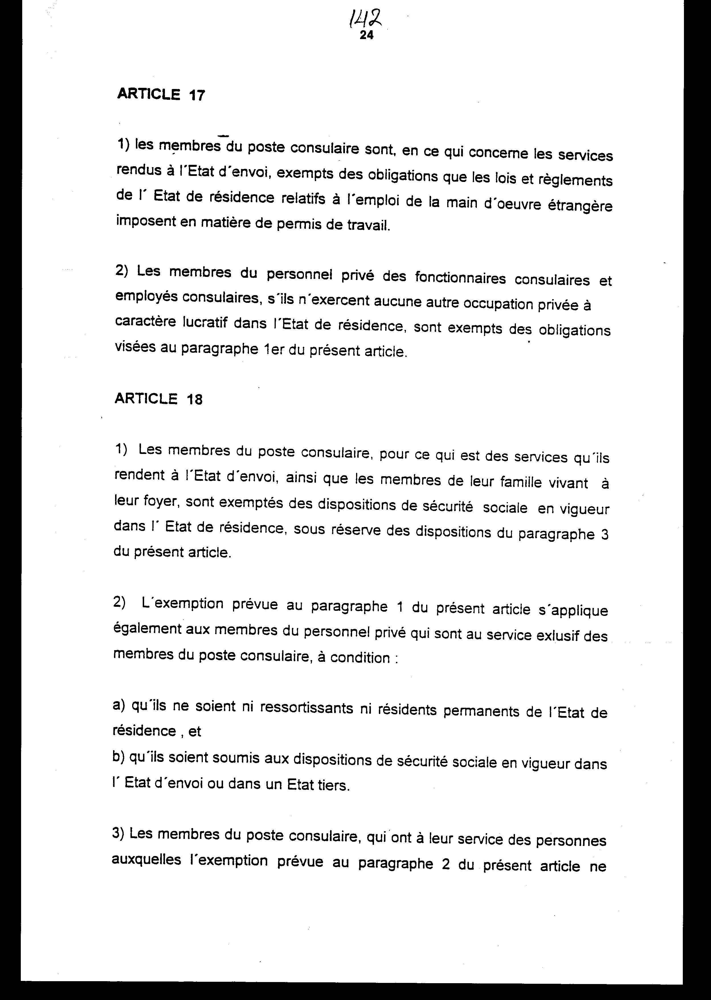 142
24
ARTICLE 17
1) les membres du poste consulaire sont, en ce qui concerne les services
rendus à l´Etat d´envoi, exempts des obligations que les lois et règlements
de l´ Etat de résidence relatifs à l´emploi de la main d´oeuvre étrangère
imposent en matière de permis de travail.
2) Les membres du personnel privé des fonctionnaires consulaires et
employés consulaires, s´ils n´exercent aucune autre occupation privée à
caractère lucratif dans l´Etat de résidence, sont exempts des obligations
visées au paragraphe 1er du présent article.
ARTICLE 18
1) Les membres du poste consulaire, pour ce qui est des services qu´ils
rendent à l´Etat d´envoi, ainsi que les membres de leur famille vivant à
leur foyer, sont exemptés des dispositions de sécurité sociale en vigueur
dans l´ Etat de résidence, sous réserve des dispositions du paragraphe 3
du présent article.
2) L´exemption prévue au paragraphe 1 du présent article s´applique
également aux membres du personnel privé qui sont au service exlusif des
membres du poste consulaire, à condition :
a) qu´ils ne soient ni ressortissants ni résidents permanents de l´Etat de
résidence , et
b) qu´ils soient soumis aux dispositions de sécurité sociale en vigueur dans
l´ Etat d´envoi ou dans un Etat tiers.
3) Les membres du poste consulaire, qui ont à leur service des personnes
auxquelles l´exemption prévue au paragraphe 2 du présent article ne